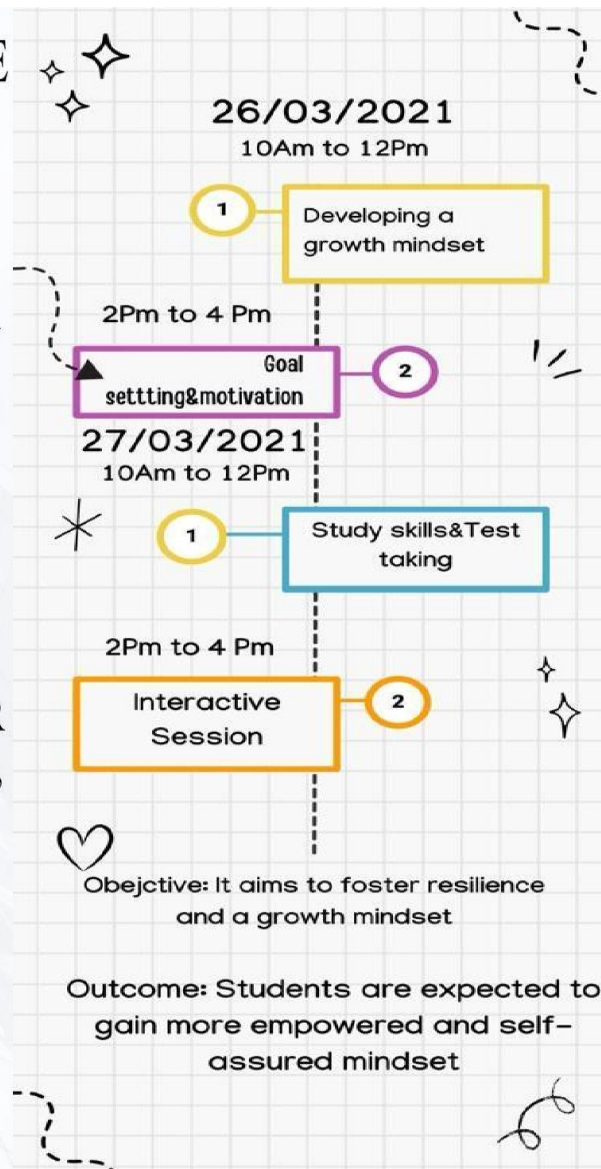 26/03/2021
10Am to 12Pm
1
Developing a
growth mindset
2Pm to 4 Pm
Goal
settting&motivation
2
27/03/2021
10Am to 12Pm
1
Study skills&Test
taking
2Pm to 4 Pm
Interactive
Session
2
Obejctive: It aims to foster resilience
and a growth mindset
Outcome: Students are expected to
gain more empowered and self-
assured mindset